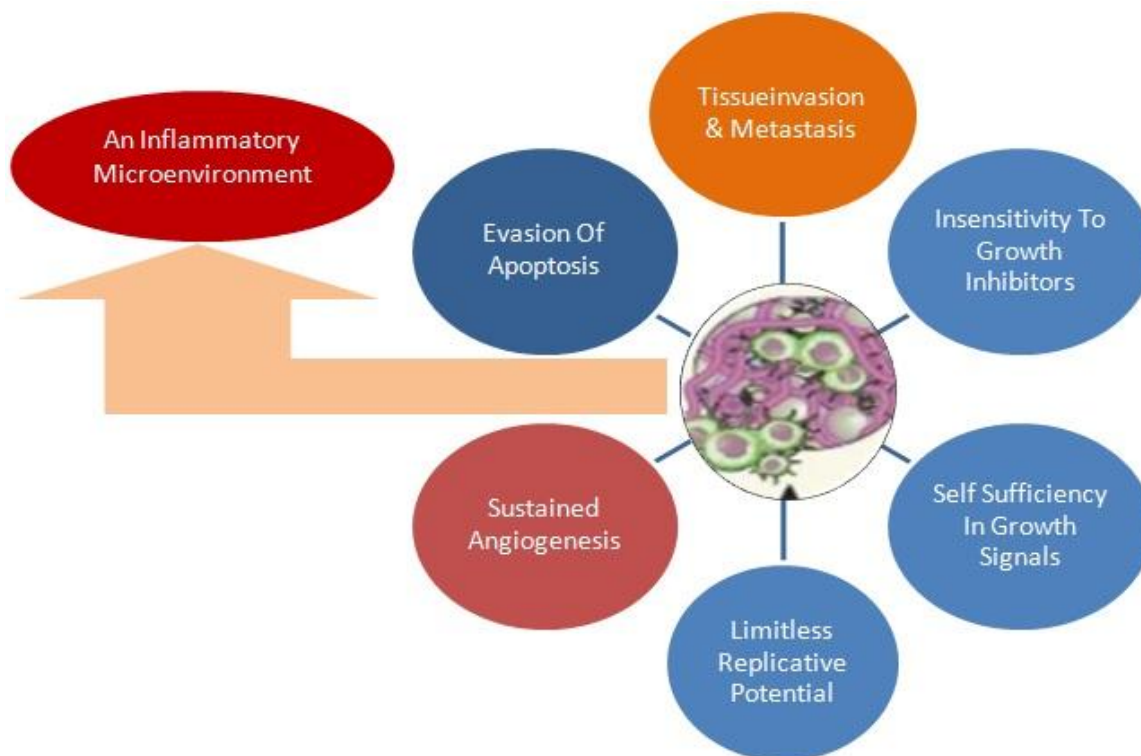 An Inflammatory
Microenvironment
Tissueinvasion
& Metastasis
Evasion Of
Apoptosis
Insensitivity To
Growth
Inhibitors
Sustained
Angiogenesis
Self Sufficiency
In Growth
Signals
Limitless
Replicative
Potential